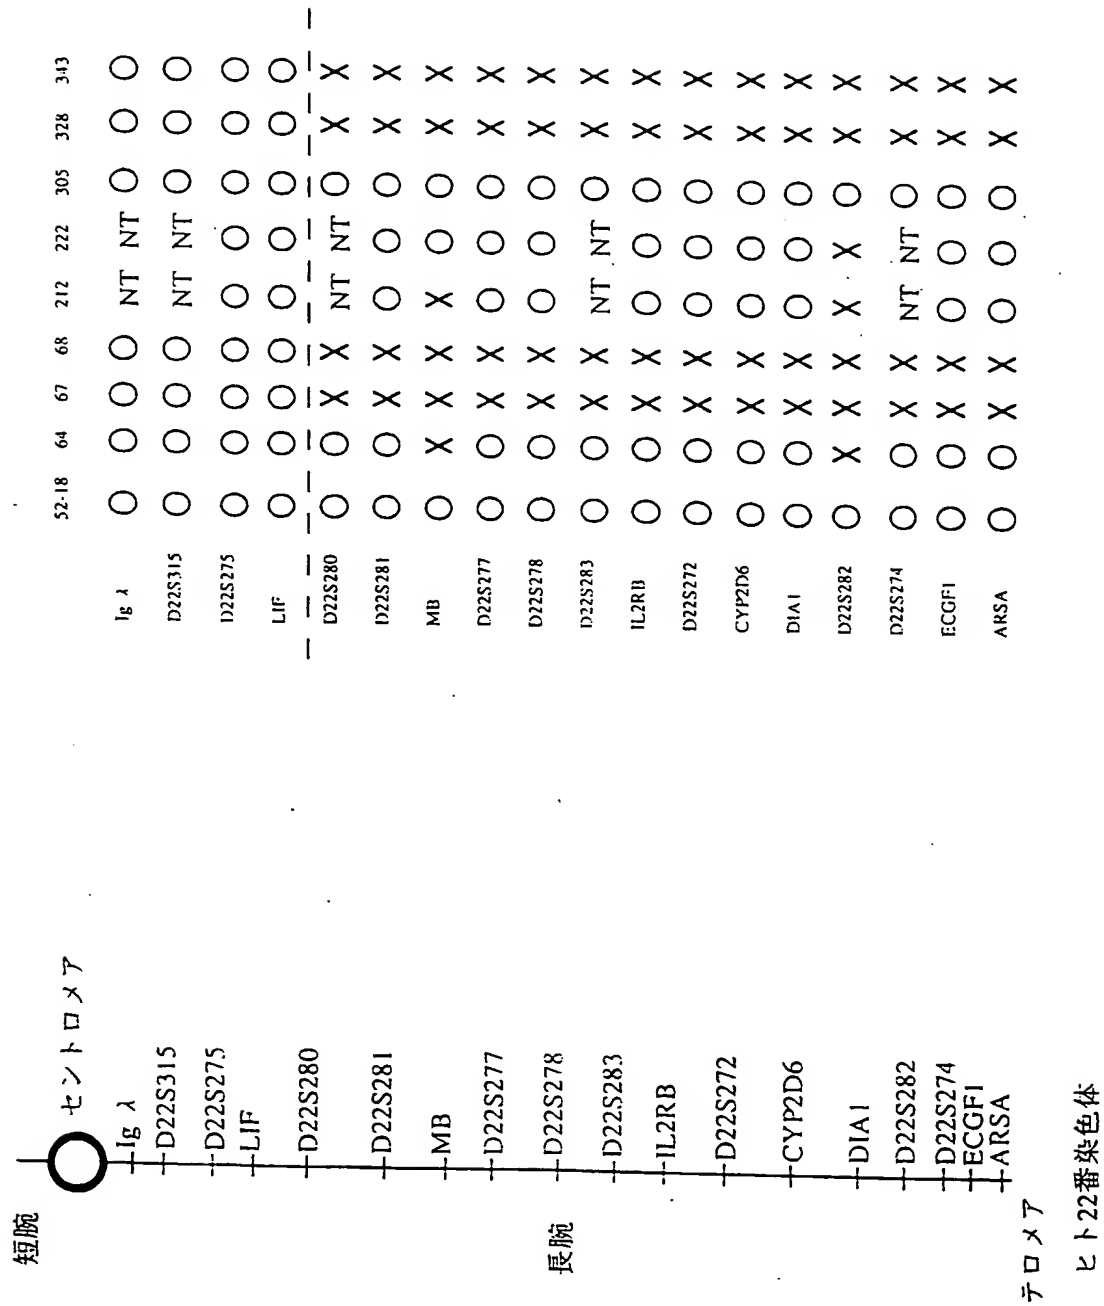 52-18 64 67 68 212 222 305 328 343
Ig λ O O O O NT NT O O O
D22S315 O O O O NT NT O O O
D22S275 O O O O O O O O O
LIF O O O O O O O O O
D22S280 O O X X NT NT O X X
D22S281 O O X X O O O X X
MB O X X X X O O X X
D22S277 O O X X O O O X X
D22S278 O O X X O O O X X
D22S283 O O X X NT NT O X X
IL2RB O O X X O O O X X
D22S272 O O X X O O O X X
CYP2D6 O O X X O O O X X
DIA1 O O X X O O O X X
D22S282 O X X X X X O X X
D22S274 O O X X NT NT O X X
ECGF1 O O X X O O O X X
ARSA O O X X O O O X X
短腕
セントロメア
Ig λ
D22S315
D22S275
LIF
D22S280
D22S281
MB
D22S277
D22S278
D22S283
IL2RB
D22S272
CYP2D6
DIA1
D22S282
D22S274
ECGF1
ARSA
長腕
テロメア
ヒト22番染色体